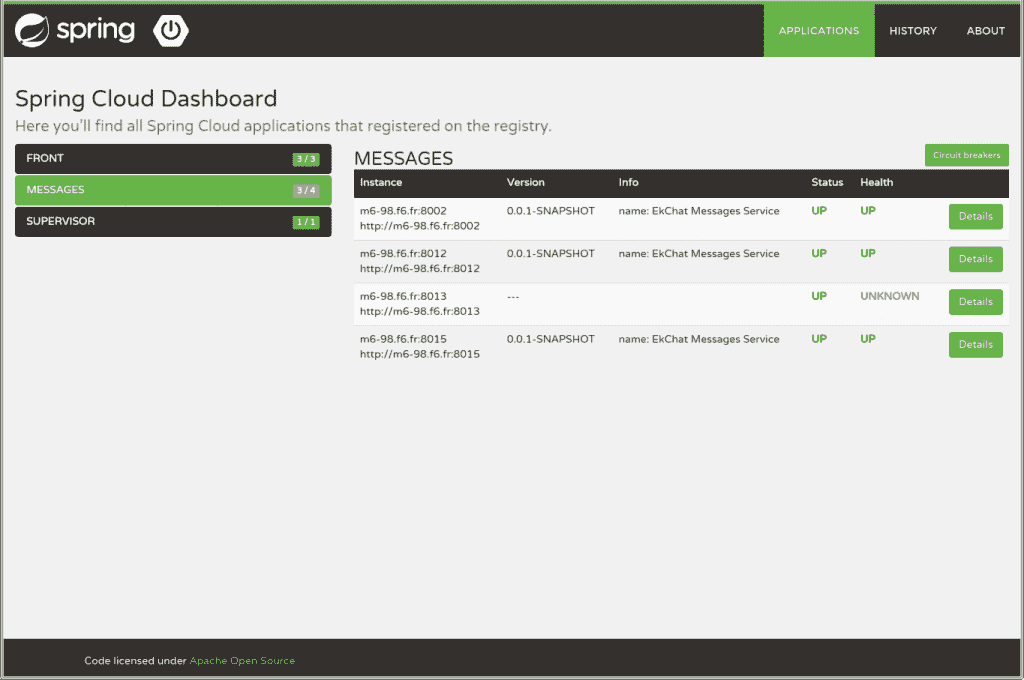 spring
APPLICATIONS HISTORY ABOUT
Spring Cloud Dashboard
Here you'll find all Spring Cloud applications that registered on the registry.
FRONT 3 / 3
MESSAGES 3 / 4
SUPERVISOR 1 / 1
MESSAGES
Circuit breakers
Instance Version Info Status Health
m6-98.f6.fr:8002 0.0.1-SNAPSHOT name: EkChat Messages Service UP UP Details
http://m6-98.f6.fr:8002
m6-98.f6.fr:8012 0.0.1-SNAPSHOT name: EkChat Messages Service UP UP Details
http://m6-98.f6.fr:8012
m6-98.f6.fr:8013 --- UP UNKNOWN Details
http://m6-98.f6.fr:8013
m6-98.f6.fr:8015 0.0.1-SNAPSHOT name: EkChat Messages Service UP UP Details
http://m6-98.f6.fr:8015
Code licensed under Apache Open Source